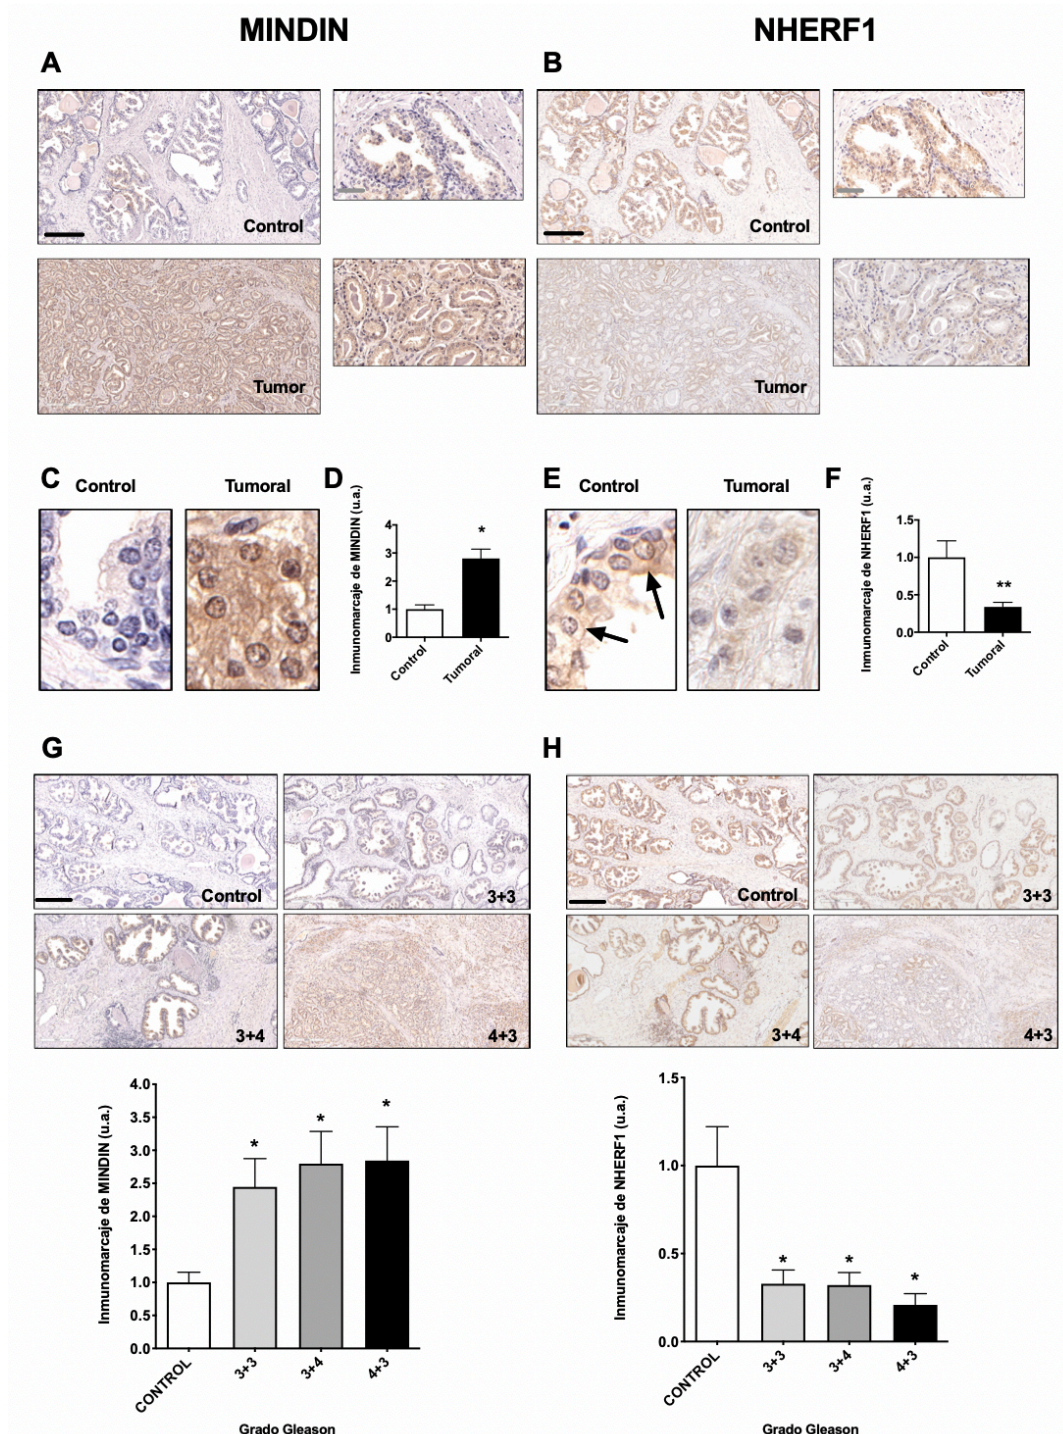 MINDIN
NHERF1
A
B
Control
Control
Tumor
Tumor
C
Control
Tumoral
D
Inmunomarcaje de MINDIN (u.a.)
4
3
2
1
0
*
Control
Tumoral
E
Control
Tumoral
F
Inmunomarcaje de NHERF1 (u.a.)
1.5
1.0
0.5
0.0
**
Control
Tumoral
G
Control
3+3
3+4
4+3
H
Control
3+3
3+4
4+3
Inmunomarcaje de MINDIN (u.a.)
4.0
3.5
3.0
2.5
2.0
1.5
1.0
0.5
0.0
*
*
*
CONTROL
3+3
3+4
4+3
Grado Gleason
Inmunomarcaje de NHERF1 (u.a.)
1.5
1.0
0.5
0.0
*
*
*
CONTROL
3+3
3+4
4+3
Grado Gleason